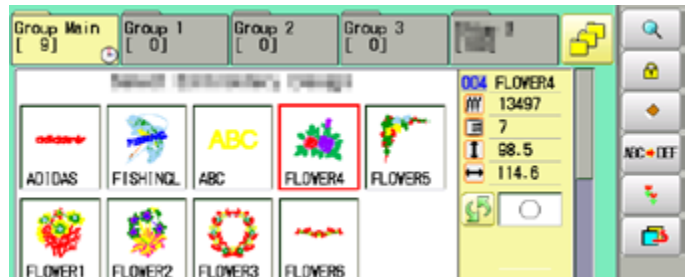 Group Main Group 1 Group 2 Group 3
[ 9] [ 0] [ 0] [ 0]
004 FLOWER4
13497
7
98.5
114.6
ADIDAS FISHINGL ABC FLOWER4 FLOWER5
ABC
FLOWER1 FLOWER2 FLOWER3 FLOWER6
ABC DEF